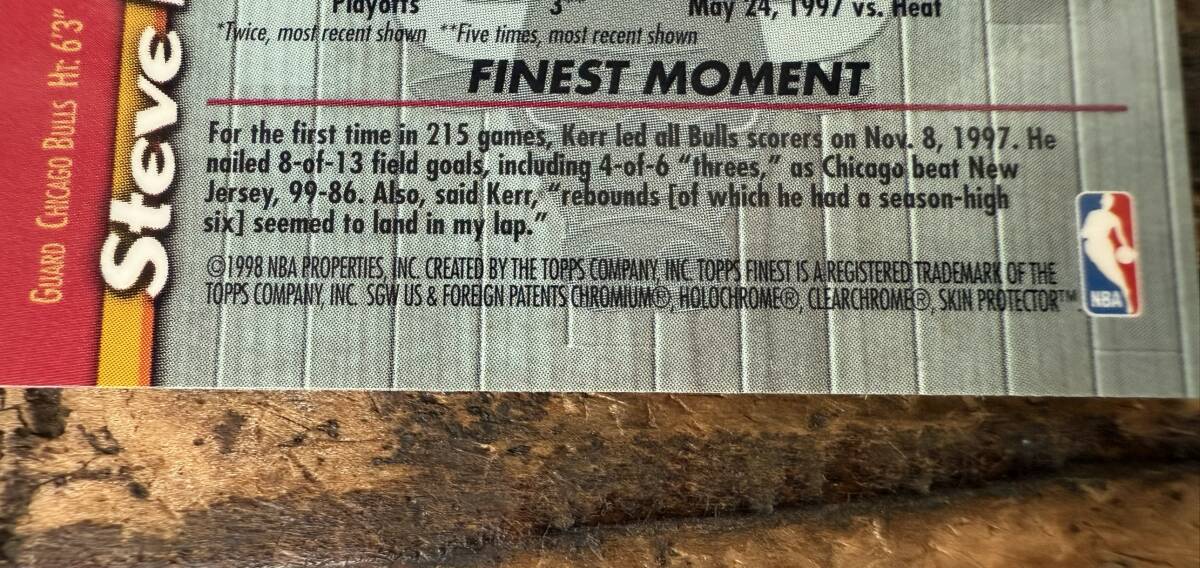 Playoffs 3** May 24, 1997 vs. Heat
*Twice, most recent shown **Five times, most recent shown
FINEST MOMENT
For the first time in 215 games, Kerr led all Bulls scorers on Nov. 8, 1997. He
nailed 8-of-13 field goals, including 4-of-6 “threes,” as Chicago beat New
Jersey, 99-86. Also, said Kerr, “rebounds [of which he had a season-high
six] seemed to land in my lap.”
©1998 NBA PROPERTIES, INC. CREATED BY THE TOPPS COMPANY, INC. TOPPS FINEST IS A REGISTERED TRADEMARK OF THE
TOPPS COMPANY, INC. SGW US & FOREIGN PATENTS CHROMIUM®, HOLOCHROME®, CLEARCHROME®, SKIN PROTECTOR™.
NBA
Steve
GUARD CHICAGO BULLS HT: 6'3"